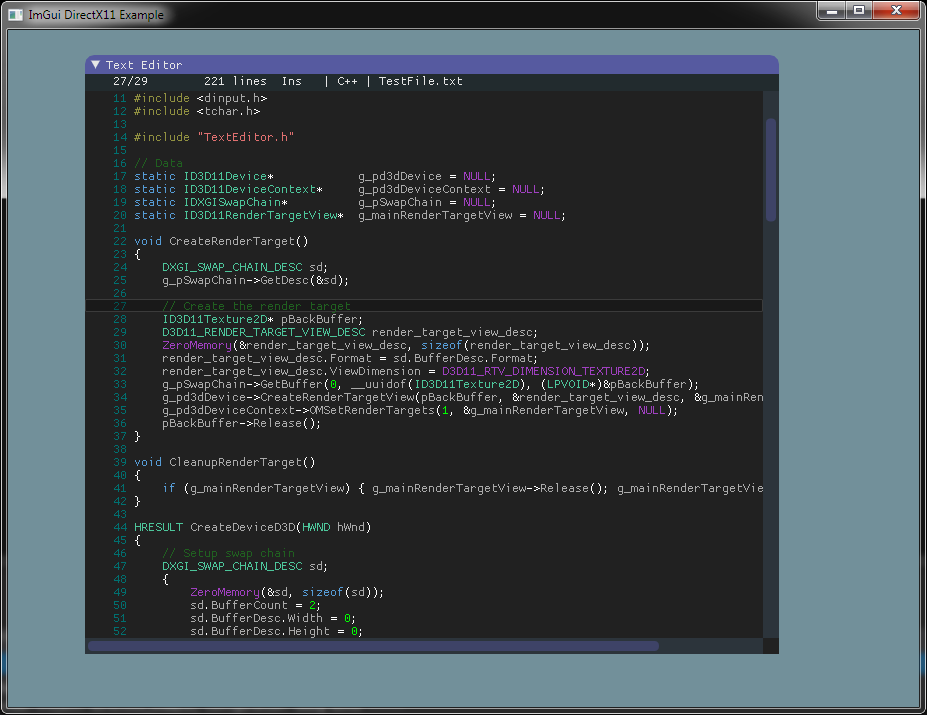 ImGui DirectX11 Example
Text Editor
27/29 221 lines Ins | C++ | TestFile.txt
11 #include <dinput.h>
12 #include <tchar.h>
13
14 #include "TextEditor.h"
15
16 // Data
17 static ID3D11Device* g_pd3dDevice = NULL;
18 static ID3D11DeviceContext* g_pd3dDeviceContext = NULL;
19 static IDXGISwapChain* g_pSwapChain = NULL;
20 static ID3D11RenderTargetView* g_mainRenderTargetView = NULL;
21
22 void CreateRenderTarget()
23 {
24 DXGI_SWAP_CHAIN_DESC sd;
25 g_pSwapChain->GetDesc(&sd);
26
27 // Create the render target
28 ID3D11Texture2D* pBackBuffer;
29 D3D11_RENDER_TARGET_VIEW_DESC render_target_view_desc;
30 ZeroMemory(&render_target_view_desc, sizeof(render_target_view_desc));
31 render_target_view_desc.Format = sd.BufferDesc.Format;
32 render_target_view_desc.ViewDimension = D3D11_RTV_DIMENSION_TEXTURE2D;
33 g_pSwapChain->GetBuffer(0, __uuidof(ID3D11Texture2D), (LPVOID*)&pBackBuffer);
34 g_pd3dDevice->CreateRenderTargetView(pBackBuffer, &render_target_view_desc, &g_mainRen
35 g_pd3dDeviceContext->OMSetRenderTargets(1, &g_mainRenderTargetView, NULL);
36 pBackBuffer->Release();
37 }
38
39 void CleanupRenderTarget()
40 {
41 if (g_mainRenderTargetView) { g_mainRenderTargetView->Release(); g_mainRenderTargetVie
42 }
43
44 HRESULT CreateDeviceD3D(HWND hWnd)
45 {
46 // Setup swap chain
47 DXGI_SWAP_CHAIN_DESC sd;
48 {
49 ZeroMemory(&sd, sizeof(sd));
50 sd.BufferCount = 2;
51 sd.BufferDesc.Width = 0;
52 sd.BufferDesc.Height = 0;